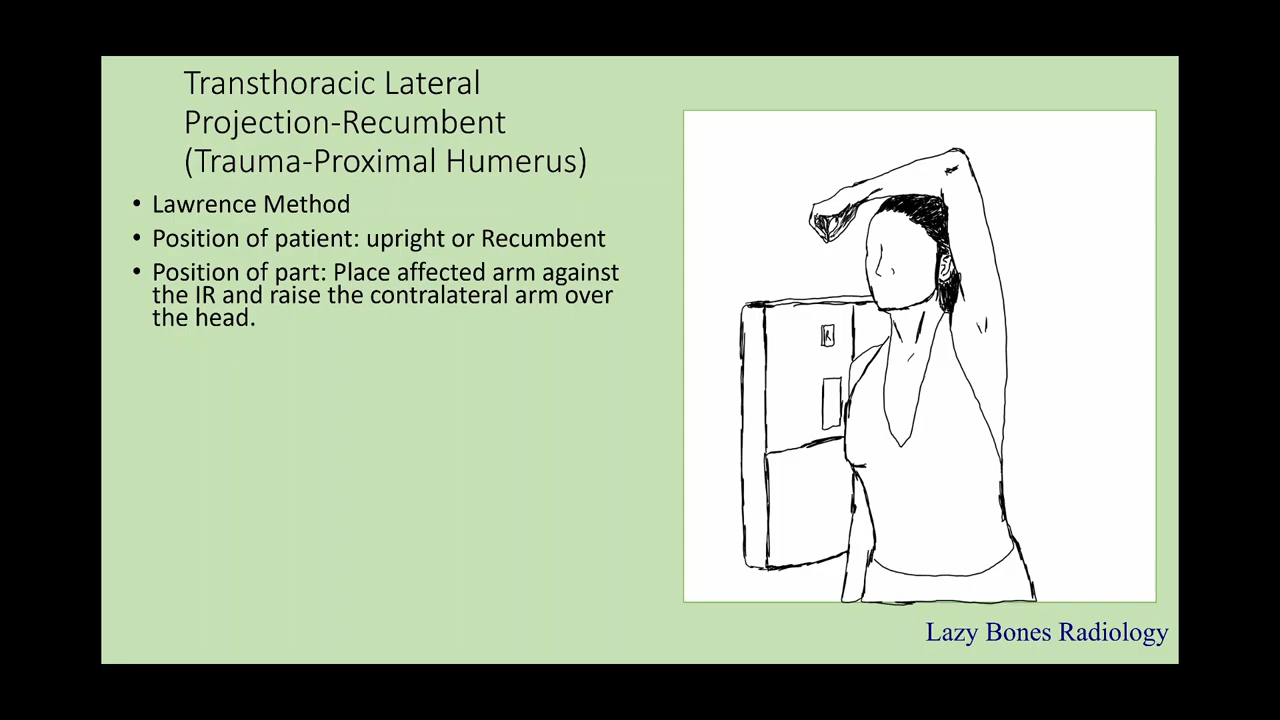 Transthoracic Lateral
Projection-Recumbent
(Trauma-Proximal Humerus)
• Lawrence Method
• Position of patient: upright or Recumbent
• Position of part: Place affected arm against
the IR and raise the contralateral arm over
the head.
R
Lazy Bones Radiology